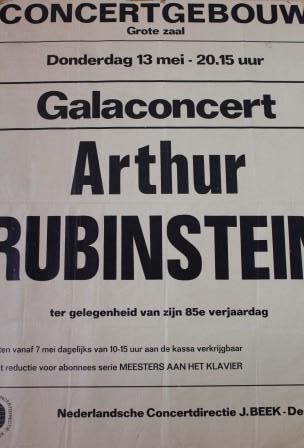 CONCERTGEBOUW
Grote zaal
Donderdag 13 mei - 20.15 uur
Galaconcert
Arthur
RUBINSTEIN
ter gelegenheid van zijn 85e verjaardag
ten vanaf 7 mei dagelijks van 10-15 uur aan de kassa verkrijgbaar
t reductie voor abonnees serie MEESTERS AAN HET KLAVIER
Nederlandsche Concertdirectie J. BEEK - De